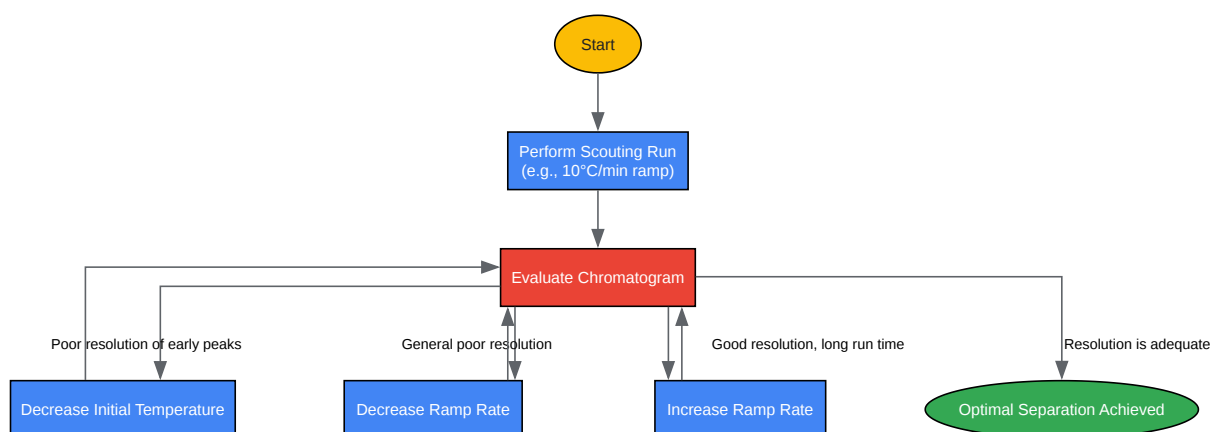 Start
Perform Scouting Run
(e.g., 10°C/min ramp)
Evaluate Chromatogram
Poor resolution of early peaks
General poor resolution
Good resolution, long run time
Resolution is adequate
Decrease Initial Temperature
Decrease Ramp Rate
Increase Ramp Rate
Optimal Separation Achieved